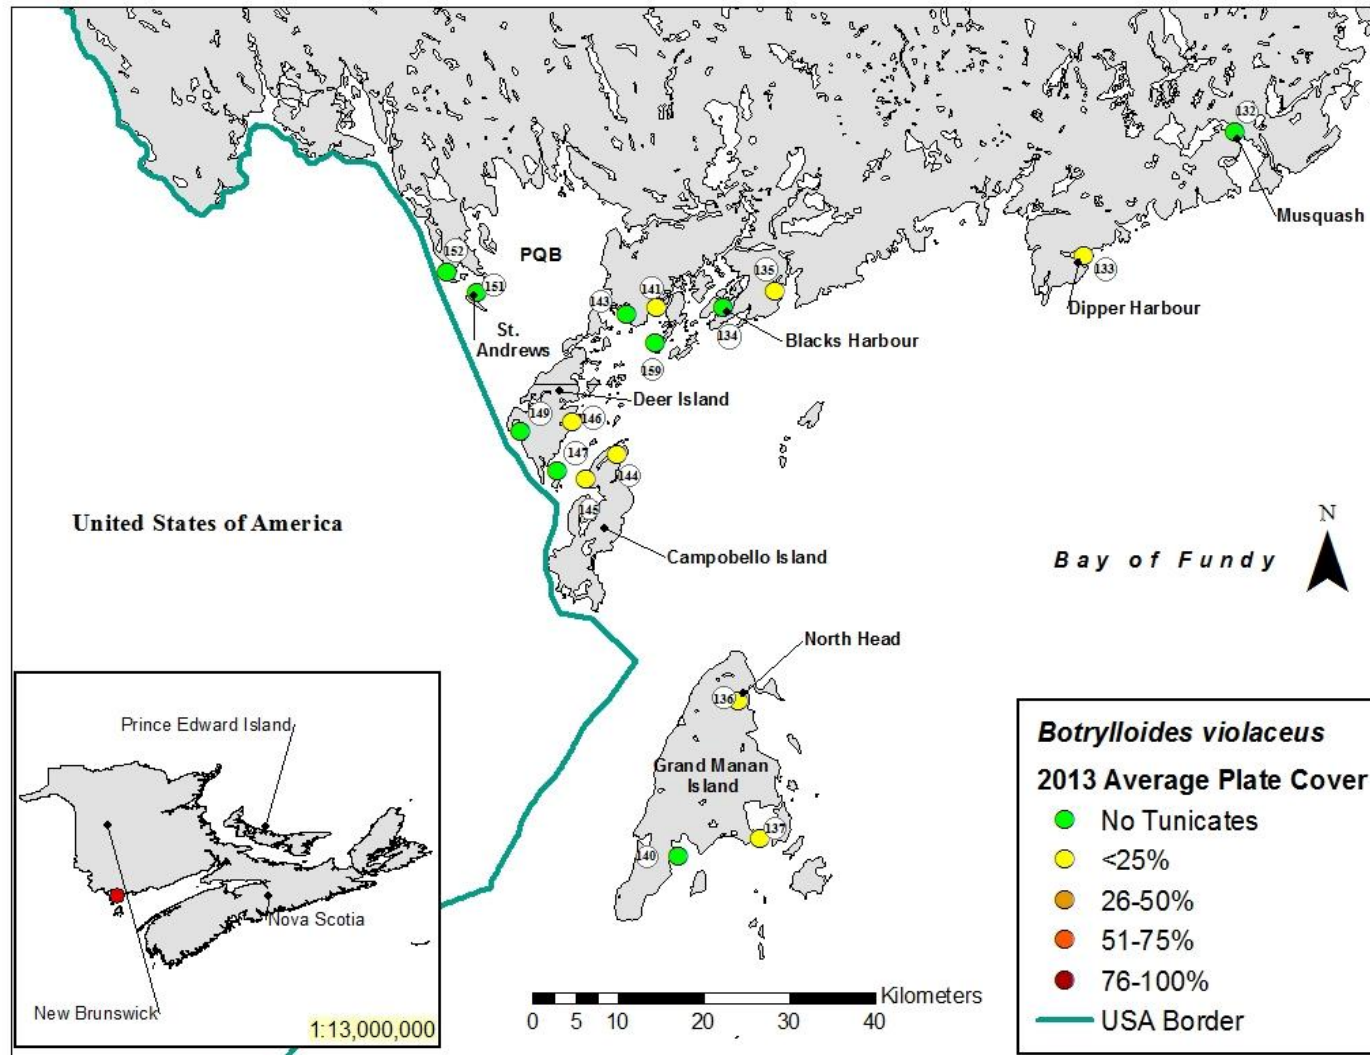 132
Musquash
152
PQB
135
133
151
141
143
Dipper Harbour
St.
Andrews
134
Blacks Harbour
159
Deer Island
149
146
147
144
145
United States of America
Campobello Island
Bay of Fundy
N
North Head
136
Grand Manan
Island
137
140
Prince Edward Island
Nova Scotia
New Brunswick
1:13,000,000
Kilometers
0 5 10 20 30 40
Botrylloides violaceus
2013 Average Plate Cover
No Tunicates
<25%
26-50%
51-75%
76-100%
USA Border